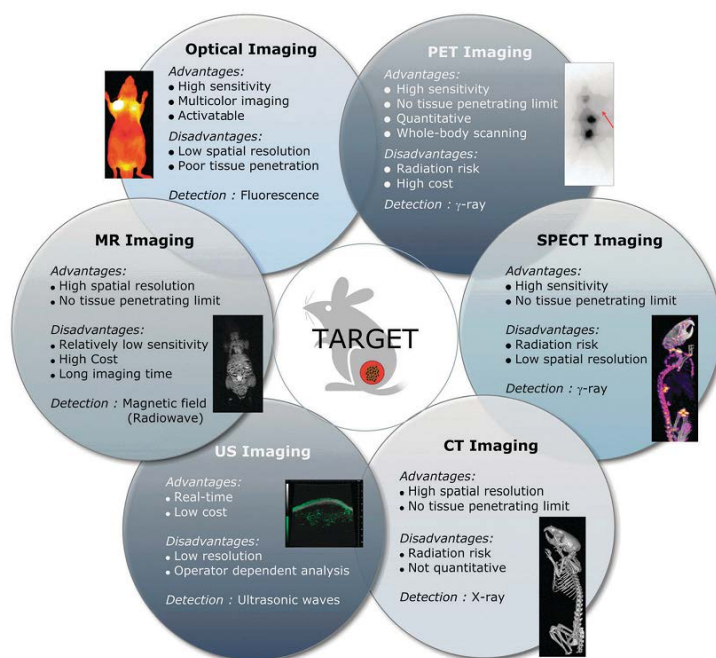 Optical Imaging
Advantages:
• High sensitivity
• Multicolor imaging
• Activatable
Disadvantages:
• Low spatial resolution
• Poor tissue penetration
Detection : Fluorescence
PET Imaging
Advantages:
• High sensitivity
• No tissue penetrating limit
• Quantitative
• Whole-body scanning
Disadvantages:
• Radiation risk
• High cost
Detection : γ-ray
MR Imaging
Advantages:
• High spatial resolution
• No tissue penetrating limit
Disadvantages:
• Relatively low sensitivity
• High Cost
• Long imaging time
Detection : Magnetic field
(Radiowave)
TARGET
SPECT Imaging
Advantages:
• High sensitivity
• No tissue penetrating limit
Disadvantages:
• Radiation risk
• Low spatial resolution
Detection : γ-ray
US Imaging
Advantages:
• Real-time
• Low cost
Disadvantages:
• Low resolution
• Operator dependent analysis
Detection : Ultrasonic waves
CT Imaging
Advantages:
• High spatial resolution
• No tissue penetrating limit
Disadvantages:
• Radiation risk
• Not quantitative
Detection : X-ray